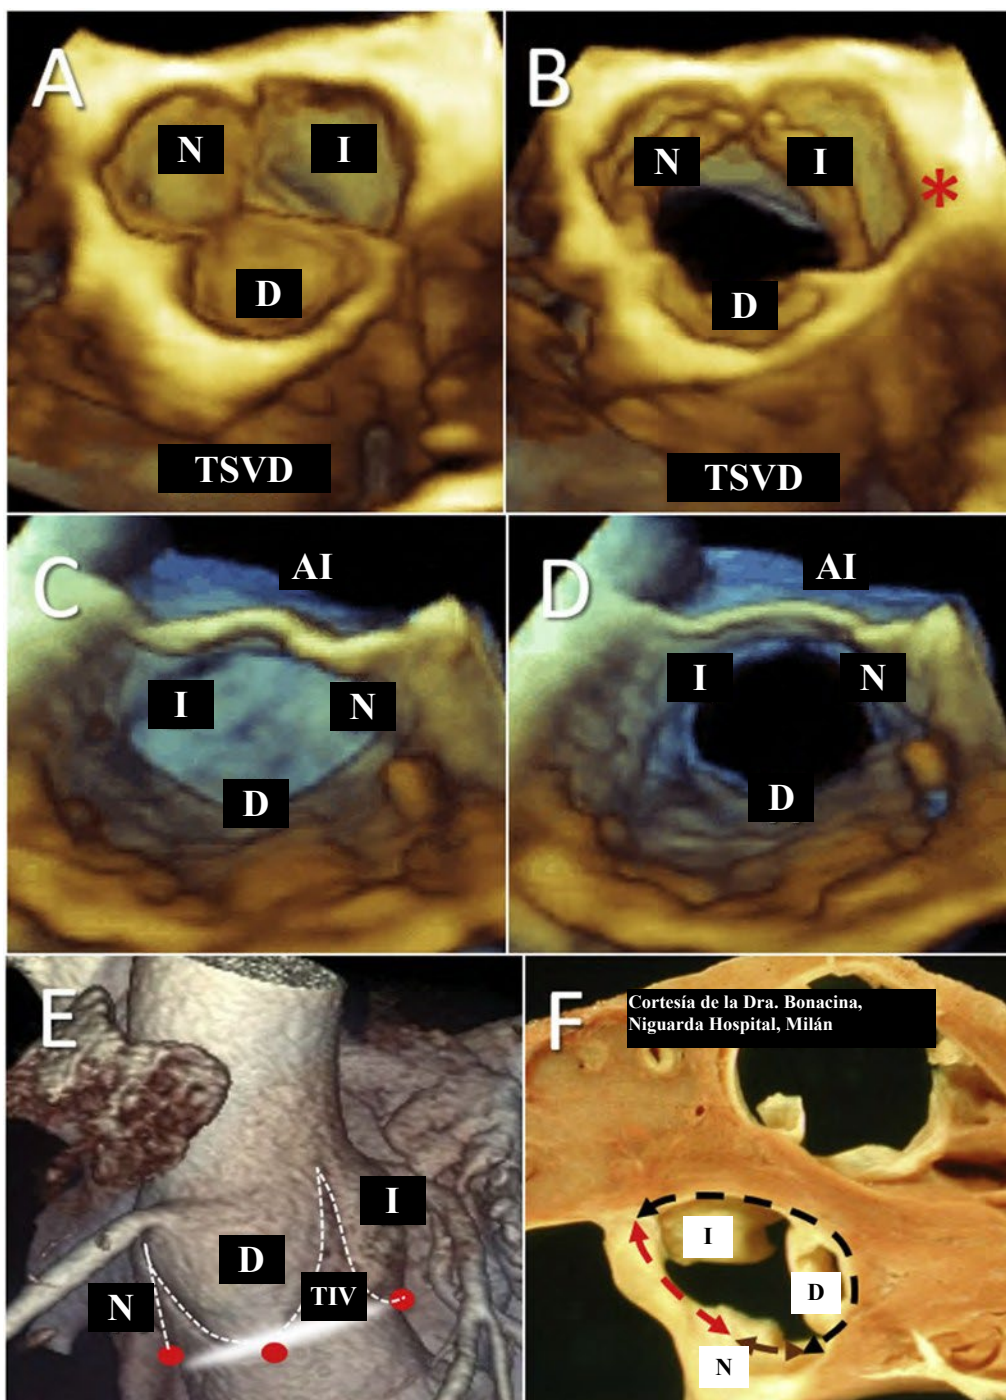 A
N
I
D
TSVD
B
N
I
*
D
TSVD
C
AI
I
N
D
D
AI
I
N
D
E
I
D
TIV
N
F
Cortesía de la Dra. Bonacina,
Niguarda Hospital, Milán
I
D
N